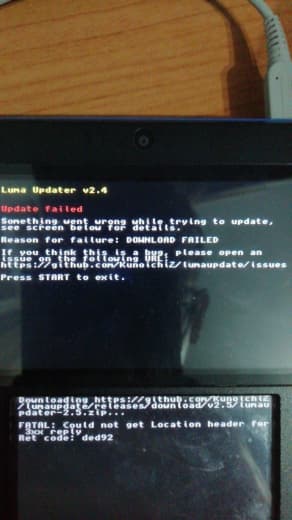 Luma Updater v2.4
Update failed
Something went wrong while trying to update,
see screen below for details.
Reason for failure: DOWNLOAD FAILED
If you think this is a bug, please open an
issue on the following URL:
https://github.com/KunoichiZ/lumaupdate/issues
Press START to exit.
Downloading https://github.com/KunoichiZ
/lumaupdate/releases/download/v2.5/lumau
pdater-2.5.zip...
FATAL: Could not get Location header for
3xx reply
Ret code: ded92